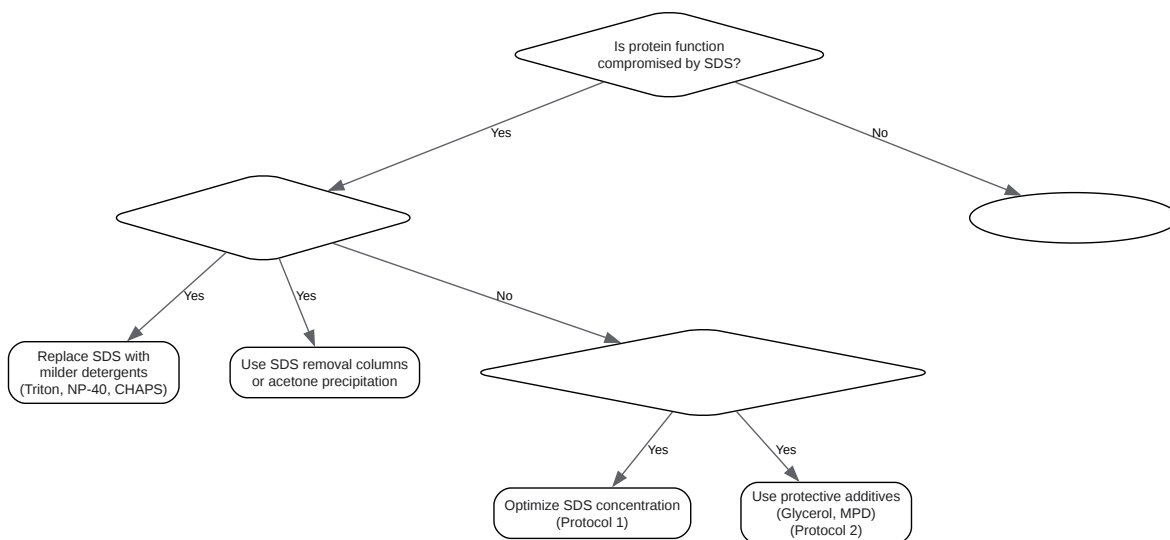 Is protein function
compromised by SDS?
Yes
No
Yes
Yes
No
Replace SDS with
milder detergents
(Triton, NP-40, CHAPS)
Use SDS removal columns
or acetone precipitation
Yes
Yes
Optimize SDS concentration
(Protocol 1)
Use protective additives
(Glycerol, MPD)
(Protocol 2)